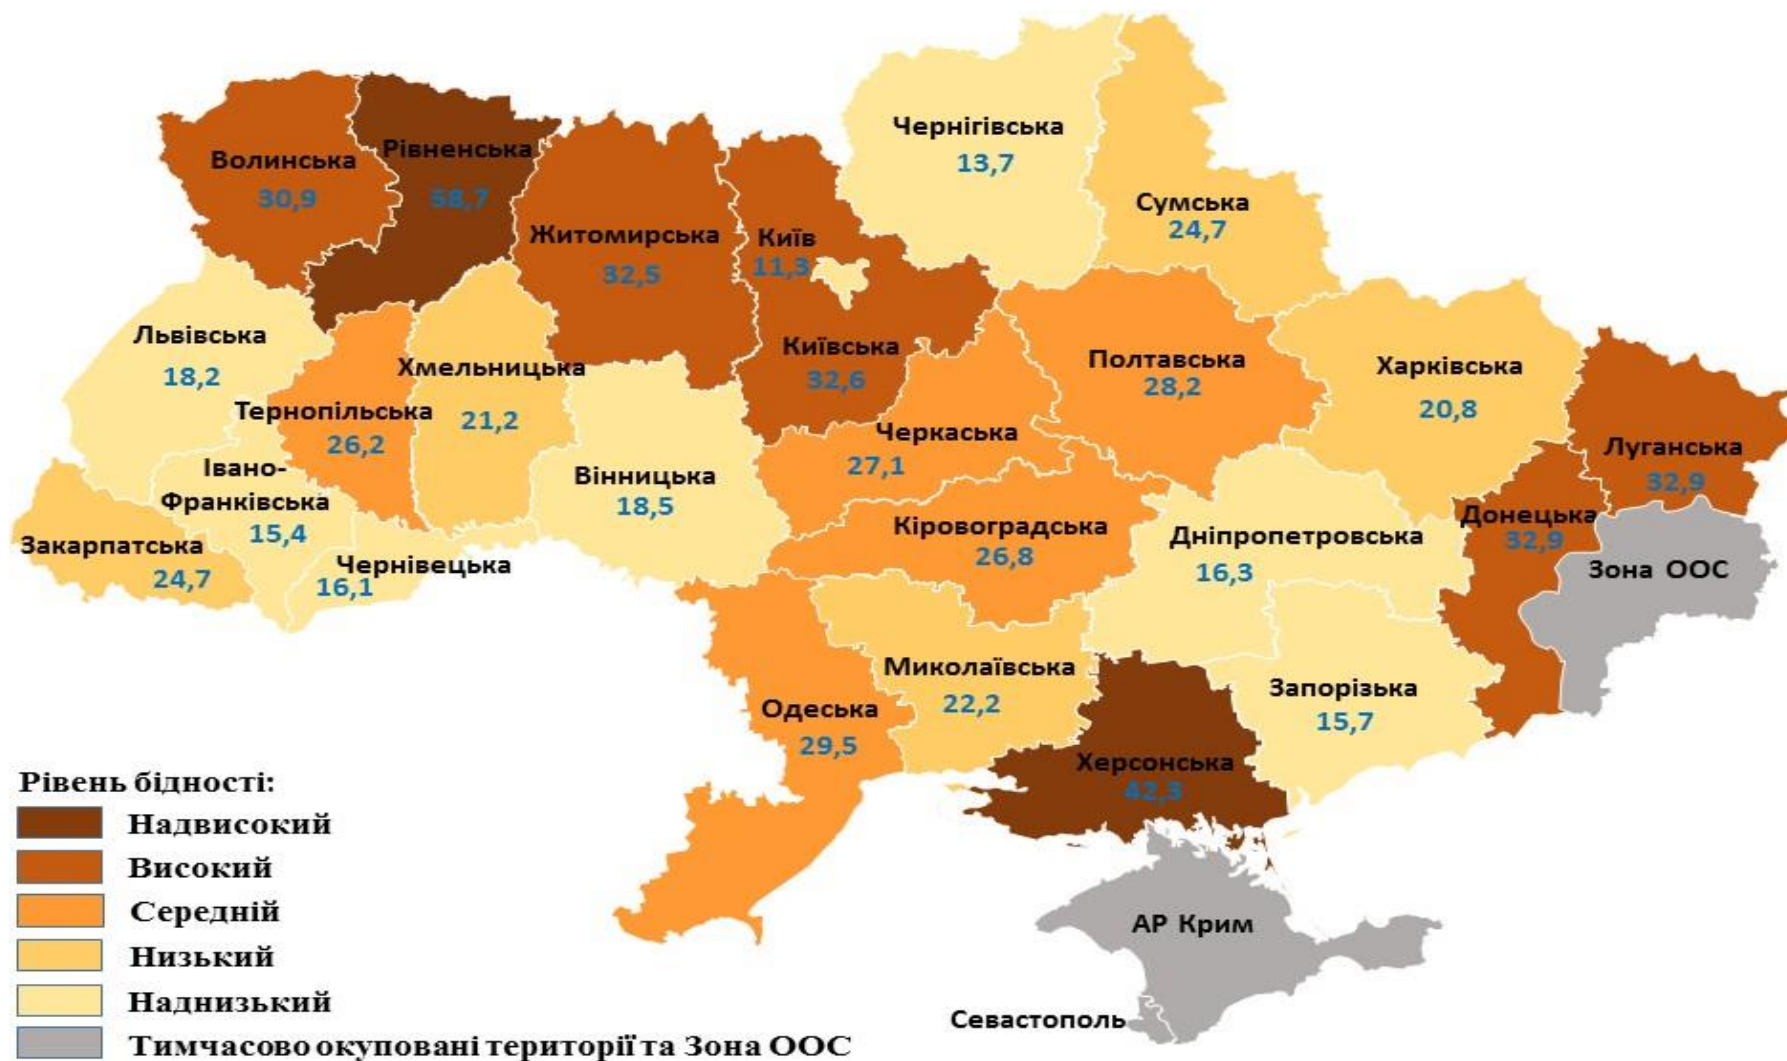 Чернігівська
13,7
Волинська
30,9
Рівненська
58,7
Сумська
24,7
Житомирська
32,5
Київ
11,3
Львівська
18,2
Київська
32,6
Хмельницька
21,2
Полтавська
28,2
Харківська
20,8
Тернопільська
26,2
Черкаська
27,1
Луганська
32,9
Івано-
Франківська
15,4
Вінницька
18,5
Кіровоградська
26,8
Дніпропетровська
16,3
Донецька
32,9
Закарпатська
24,7
Чернівецька
16,1
Зона ООС
Миколаївська
22,2
Запорізька
15,7
Одеська
29,5
Херсонська
42,3
АР Крим
Севастополь
Рівень бідності:
Надвисокий
Високий
Середній
Низький
Наднизький
Тимчасово окуповані території та Зона ООС